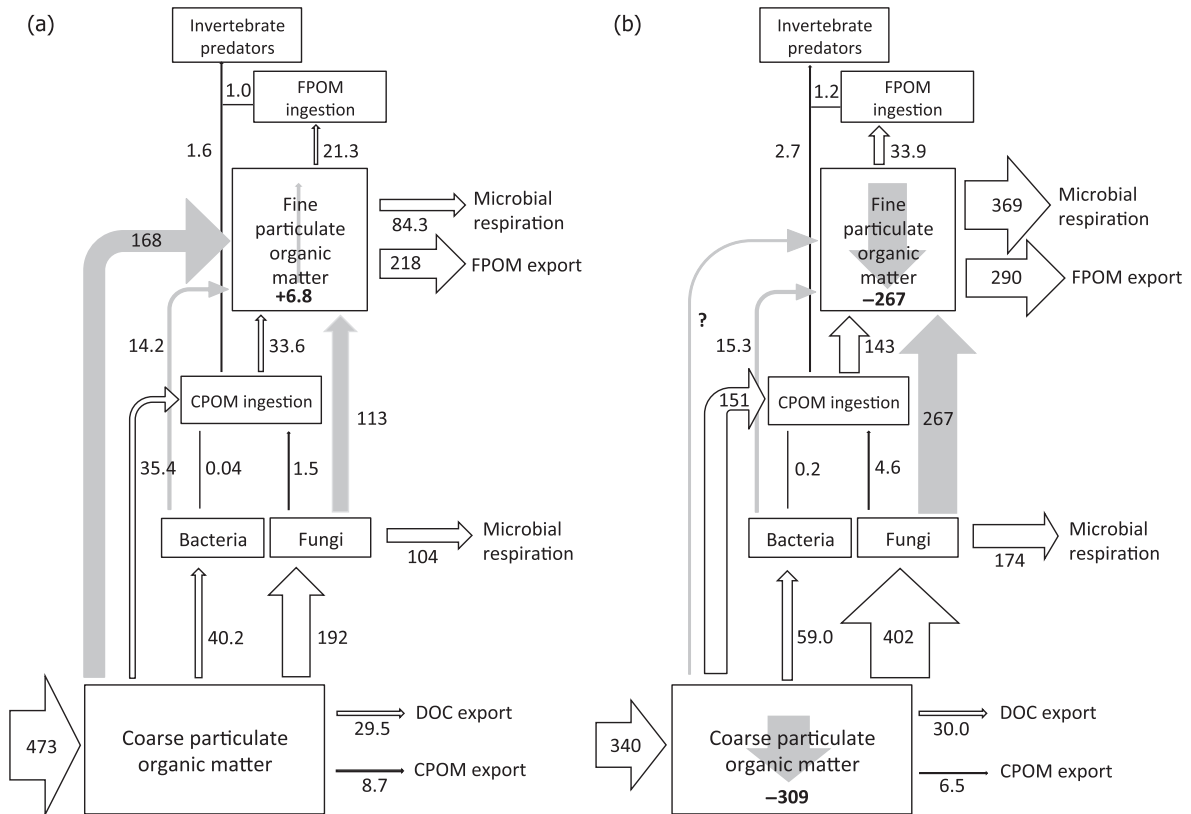 (a)
Invertebrate
predators
1.0
FPOM
ingestion
1.6
21.3
Fine
particulate
organic
matter
+6.8
Microbial
respiration
84.3
168
218
FPOM export
14.2
33.6
CPOM ingestion
113
35.4
0.04
1.5
Bacteria
Fungi
Microbial
respiration
104
40.2
192
473
Coarse particulate
organic matter
DOC export
29.5
CPOM export
8.7
(b)
Invertebrate
predators
1.2
FPOM
ingestion
2.7
33.9
Fine
particulate
organic
matter
−267
369
Microbial
respiration
290
FPOM export
?
15.3
143
151
CPOM ingestion
267
0.2
4.6
Bacteria
Fungi
Microbial
respiration
174
59.0
402
340
Coarse particulate
organic matter
−309
DOC export
30.0
CPOM export
6.5